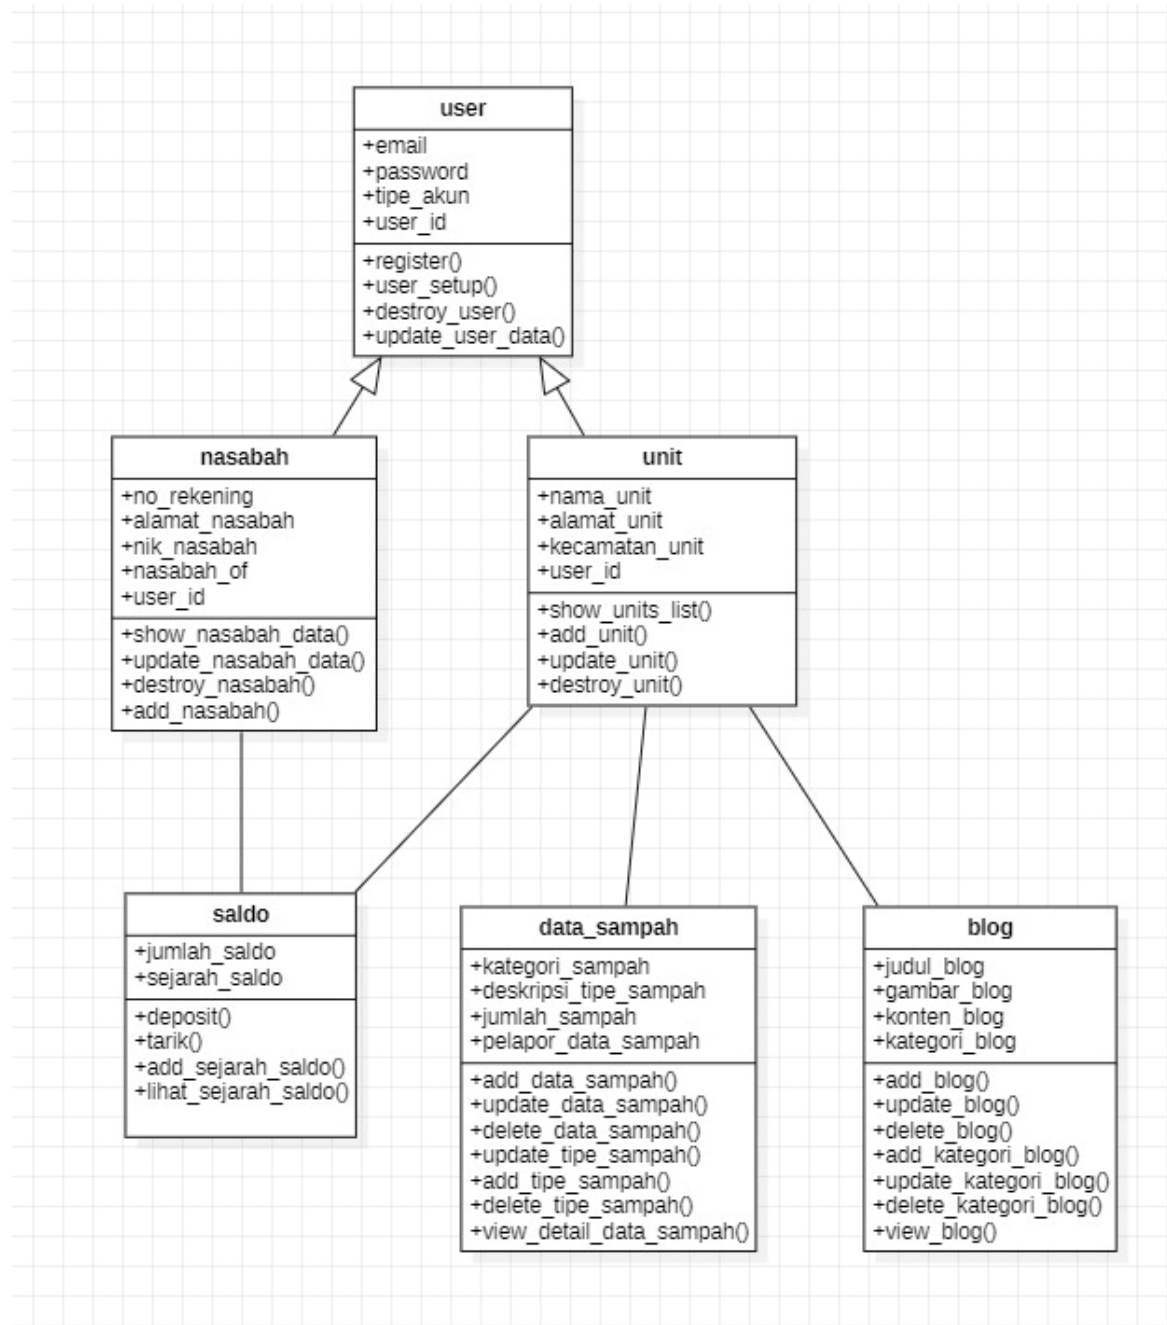 user
+email
+password
+tipe_akun
+user_id
+register()
+user_setup()
+destroy_user()
+update_user_data()
nasabah
+no_rekening
+alamat_nasabah
+nik_nasabah
+nasabah_of
+user_id
+show_nasabah_data()
+update_nasabah_data()
+destroy_nasabah()
+add_nasabah()
unit
+nama_unit
+alamat_unit
+kecamatan_unit
+user_id
+show_units_list()
+add_unit()
+update_unit()
+destroy_unit()
saldo
+jumlah_saldo
+sejarah_saldo
+deposit()
+tarik()
+add_sejarah_saldo()
+lihat_sejarah_saldo()
data_sampah
+kategori_sampah
+deskripsi_tipe_sampah
+jumlah_sampah
+pelapor_data_sampah
+add_data_sampah()
+update_data_sampah()
+delete_data_sampah()
+update_tipe_sampah()
+add_tipe_sampah()
+delete_tipe_sampah()
+view_detail_data_sampah()
blog
+judul_blog
+gambar_blog
+konten_blog
+kategori_blog
+add_blog()
+update_blog()
+delete_blog()
+add_kategori_blog()
+update_kategori_blog()
+delete_kategori_blog()
+view_blog()